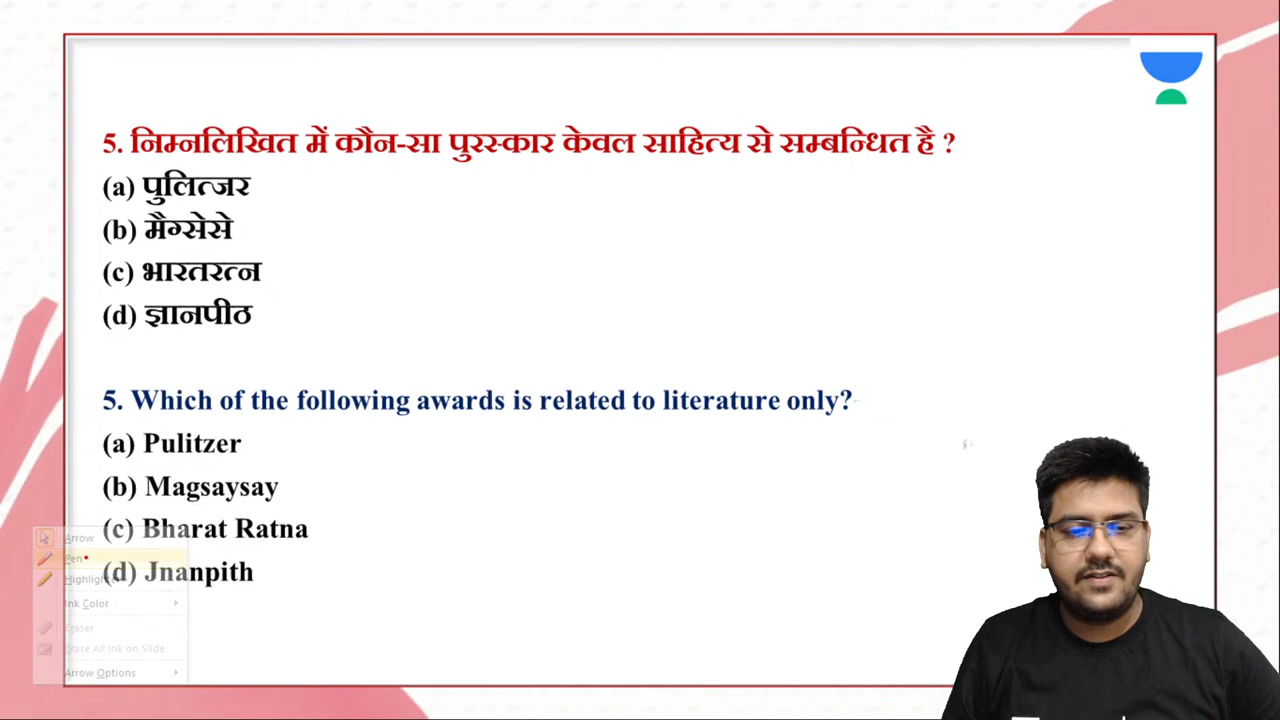 5. निम्नलिखित में कौन-सा पुरस्कार केवल साहित्य से सम्बन्धित है ?
(a) पुलित्जर
(b) मैग्सेसे
(c) भारतरत्न
(d) ज्ञानपीठ
5. Which of the following awards is related to literature only?
(a) Pulitzer
(b) Magsaysay
(c) Bharat Ratna
(d) Jnanpith
Arrow
Pen
Highlighter
Ink Color
Eraser
Erase All Ink on Slide
Arrow Options